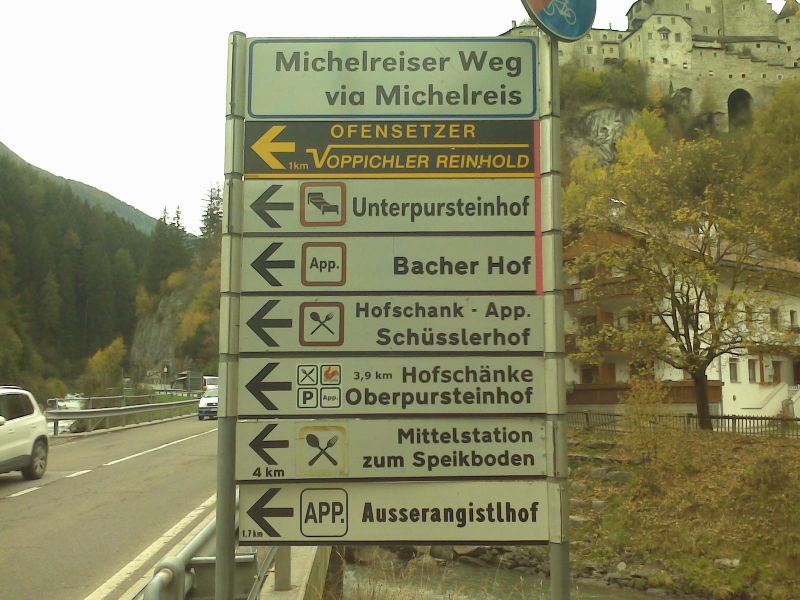 Michelreiser Weg
via Michelreis
OFENSETZER
1km VOPPICHLER REINHOLD
Unterpursteinhof
App. Bacher Hof
Hofschank - App.
Schüsslerhof
3,9 km Hofschänke
P App. Oberpursteinhof
Mittelstation
4 km zum Speikboden
APP. Ausserangistlhof
1.7 km